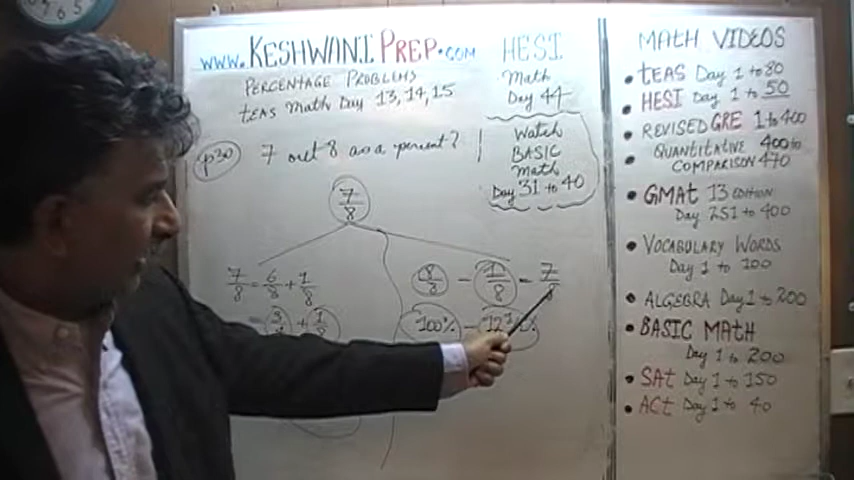 www.KESHWANIPREP.com
PERCENTAGE PROBLEMS
TEAS Math Day 13, 14, 15
HESI
Math
Day 44
Watch
BASIC
Math
Day 31 to 40
p30
7 out 8 as a percent?
7/8
7/8 = 6/8 + 1/8
= 3/4 + 1/8
8/8 - 1/8 = 7/8
100% - 12
MATH VIDEOS
• TEAS Day 1 to 80
• HESI Day 1 to 50
• REVISED GRE 1 to 400
• QUANTITATIVE 400 to
COMPARISON 470
• GMAT 13 EDITION
Day 251 to 400
• VOCABULARY WORDS
Day 1 to 100
• ALGEBRA Day 1 to 200
• BASIC MATH
Day 1 to 200
• SAT Day 1 to 150
• ACT Day 1 to 40